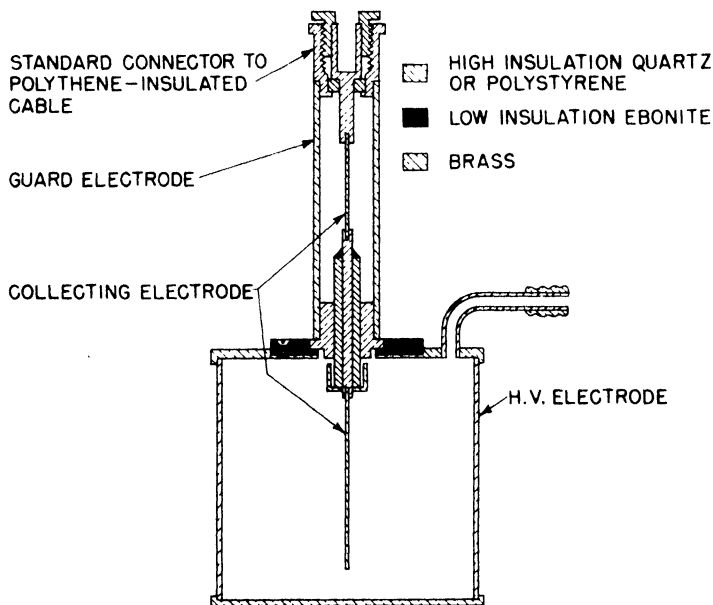 STANDARD CONNECTOR TO
POLYTHENE-INSULATED
CABLE
GUARD ELECTRODE
COLLECTING ELECTRODE
HIGH INSULATION QUARTZ
OR POLYSTYRENE
LOW INSULATION EBONITE
BRASS
H.V. ELECTRODE